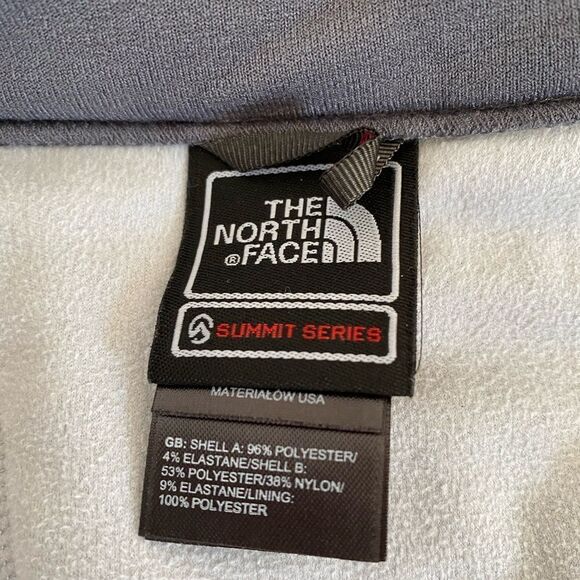 THE
NORTH
® FACE
SUMMIT SERIES
MATERIAŁÓW USA
GB: SHELL A: 96% POLYESTER/
4% ELASTANE/SHELL B:
53% POLYESTER/38% NYLON/
9% ELASTANE/LINING:
100% POLYESTER